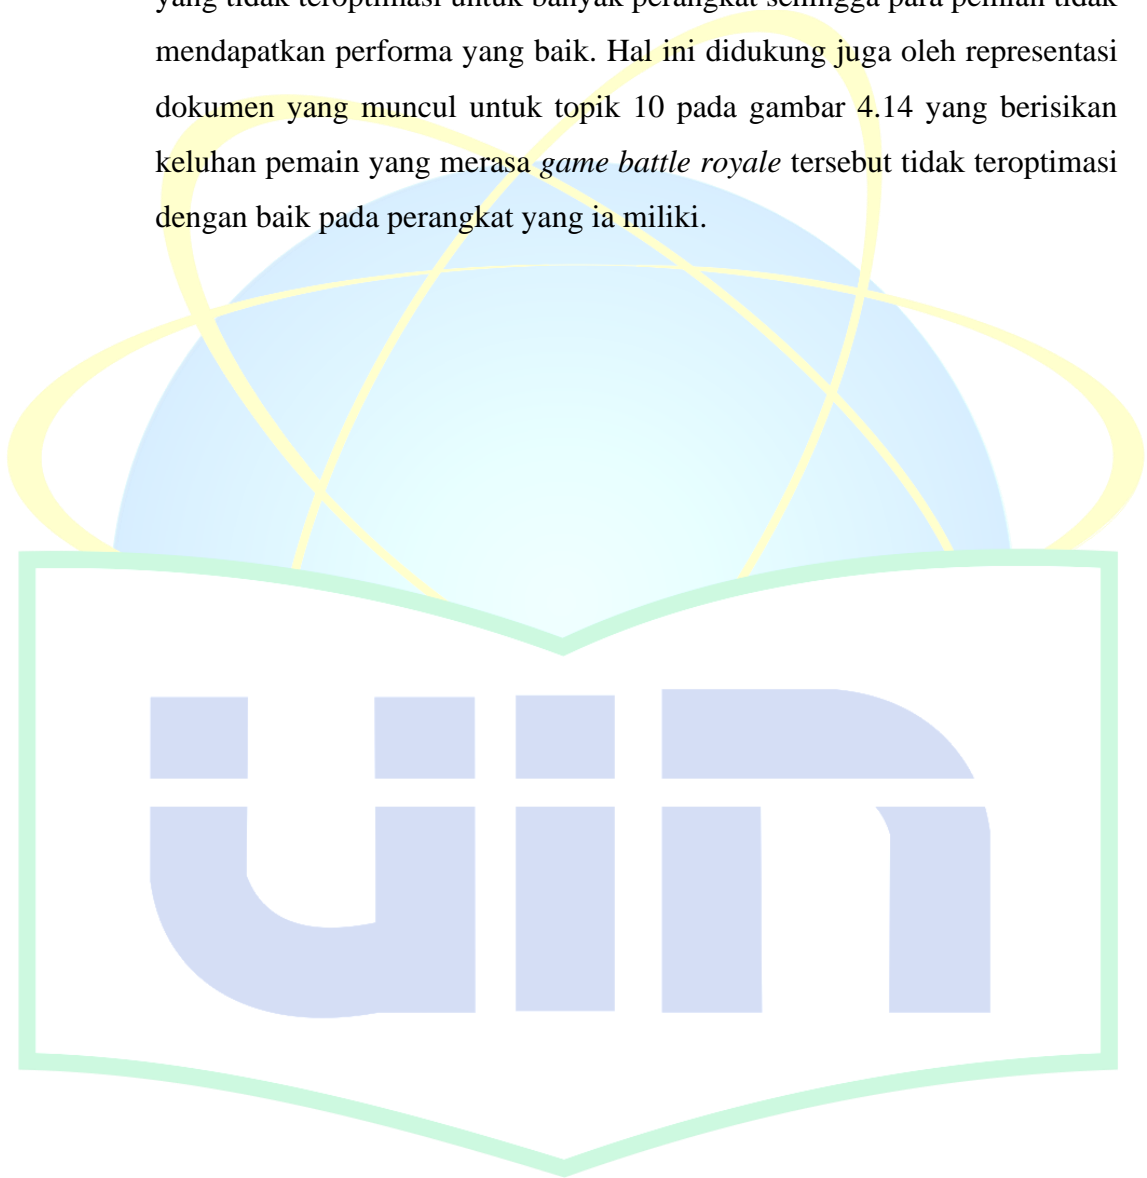 yang tidak teroptimasi untuk banyak perangkat sehingga para pemian tidak
mendapatkan performa yang baik. Hal ini didukung juga oleh representasi
dokumen yang muncul untuk topik 10 pada gambar 4.14 yang berisikan
keluhan pemain yang merasa game battle royale tersebut tidak teroptimasi
dengan baik pada perangkat yang ia miliki.
uin